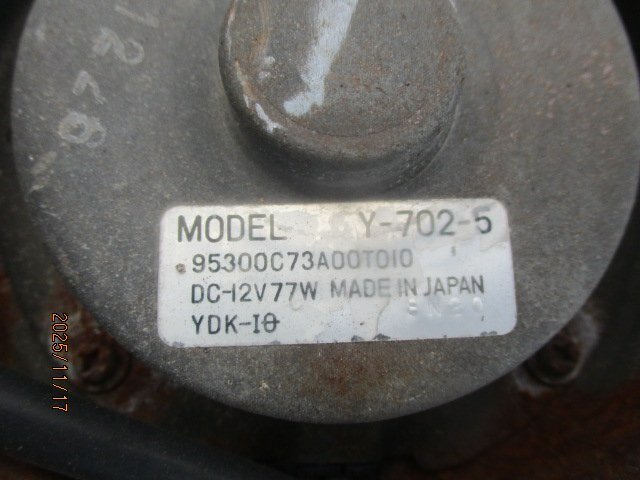 MODEL Y-702-5
95300C73A00T010
DC-12V77W MADE IN JAPAN
YDK-10
2025/11/17